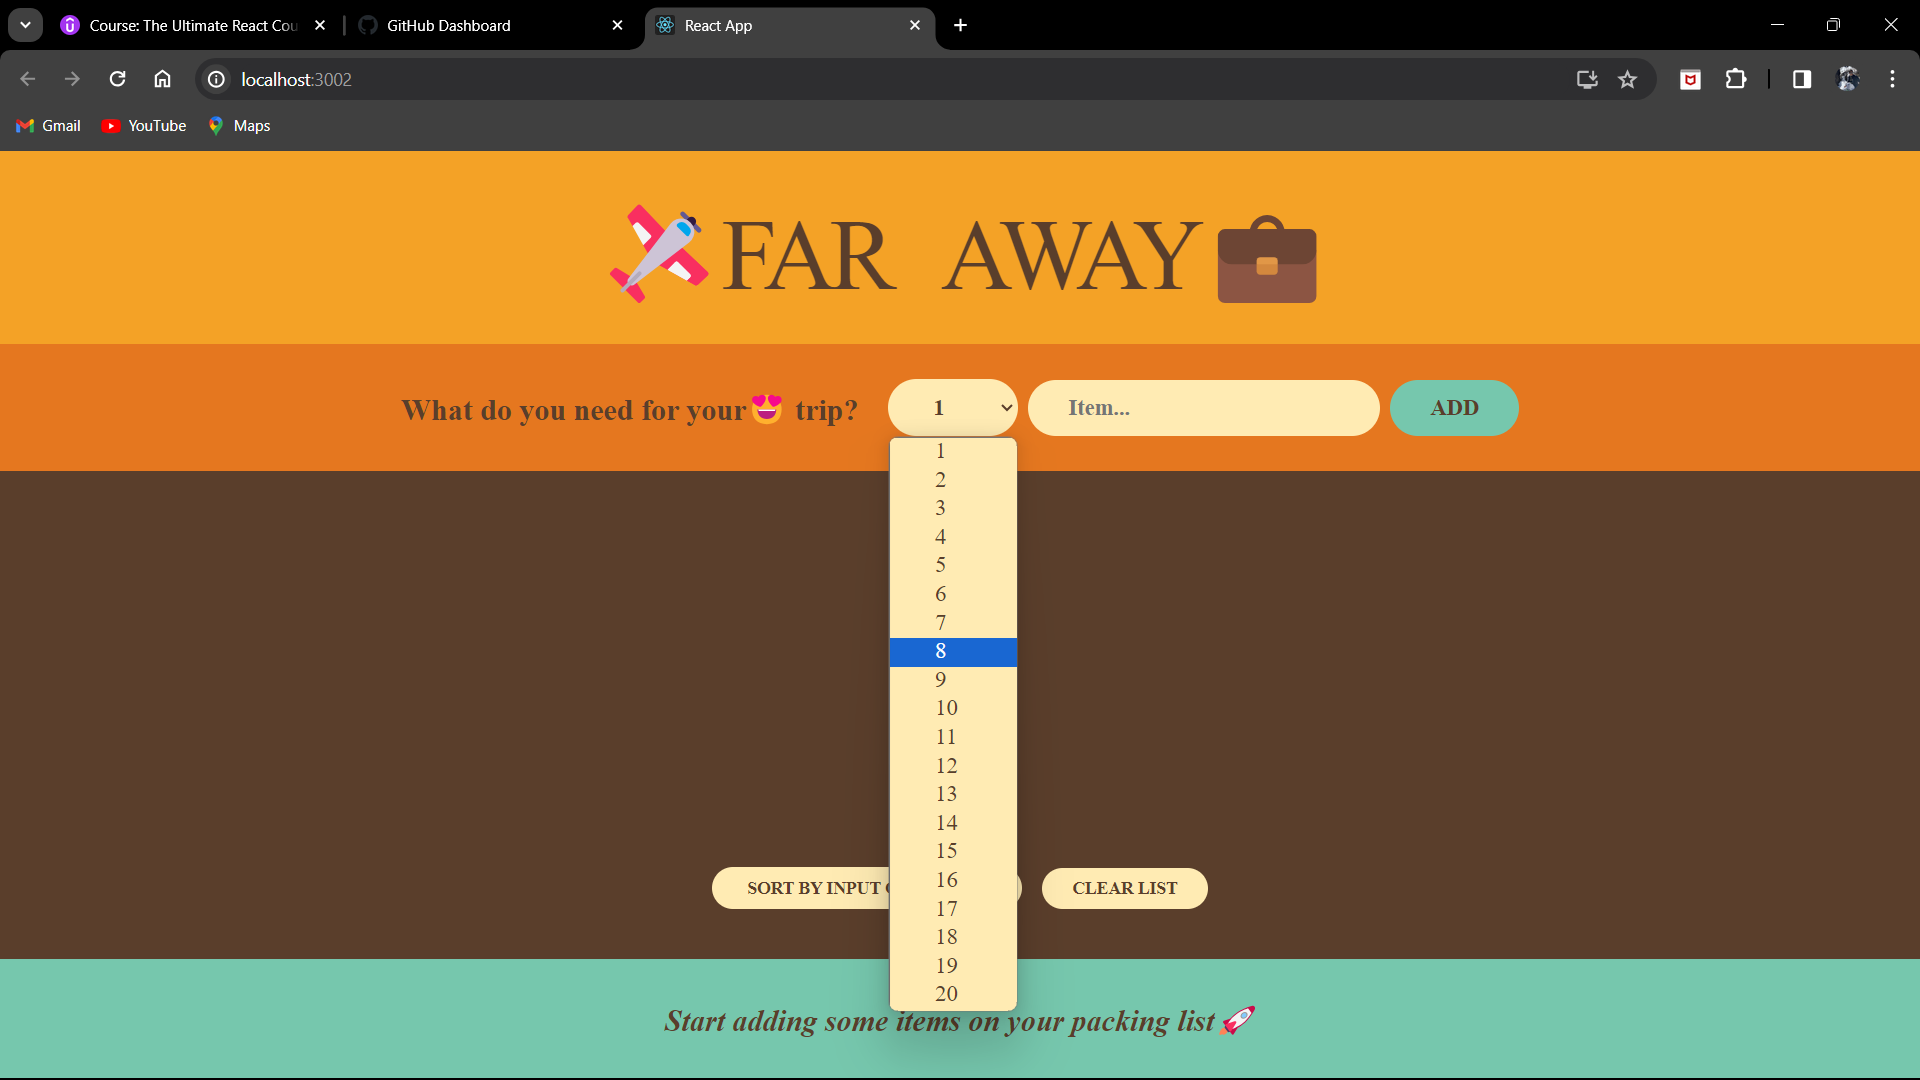 Course: The Ultimate React Cou
GitHub Dashboard
React App
localhost:3002
Gmail
YouTube
Maps
FAR AWAY
What do you need for your😍 trip?
1
Item...
ADD
1
2
3
4
5
6
7
8
9
10
11
12
13
14
15
16
17
18
19
20
SORT BY INPUT
CLEAR LIST
Start adding some items on your packing list🚀